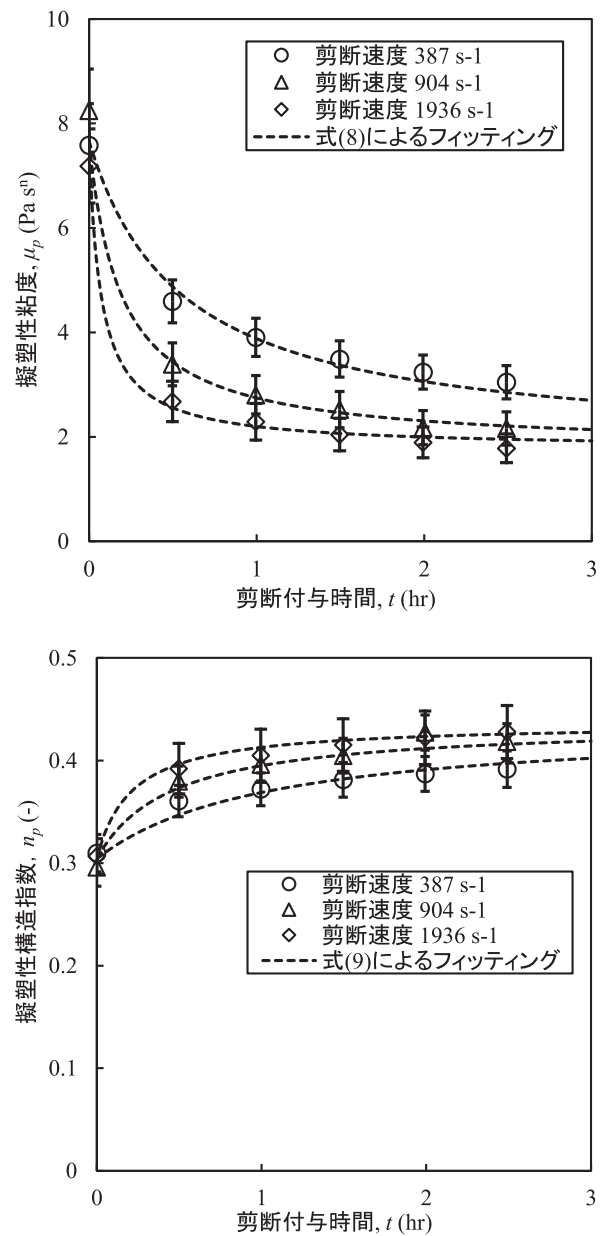 10
8
6
4
2
0
擬塑性粘度, μp (Pa sⁿ)
剪断速度 387 s-1
剪断速度 904 s-1
剪断速度 1936 s-1
式(8)によるフィッティング
0 1 2 3
剪断付与時間, t (hr)
0.5
0.4
0.3
0.2
0.1
0
擬塑性構造指数, np (-)
剪断速度 387 s-1
剪断速度 904 s-1
剪断速度 1936 s-1
式(9)によるフィッティング
0 1 2 3
剪断付与時間, t (hr)